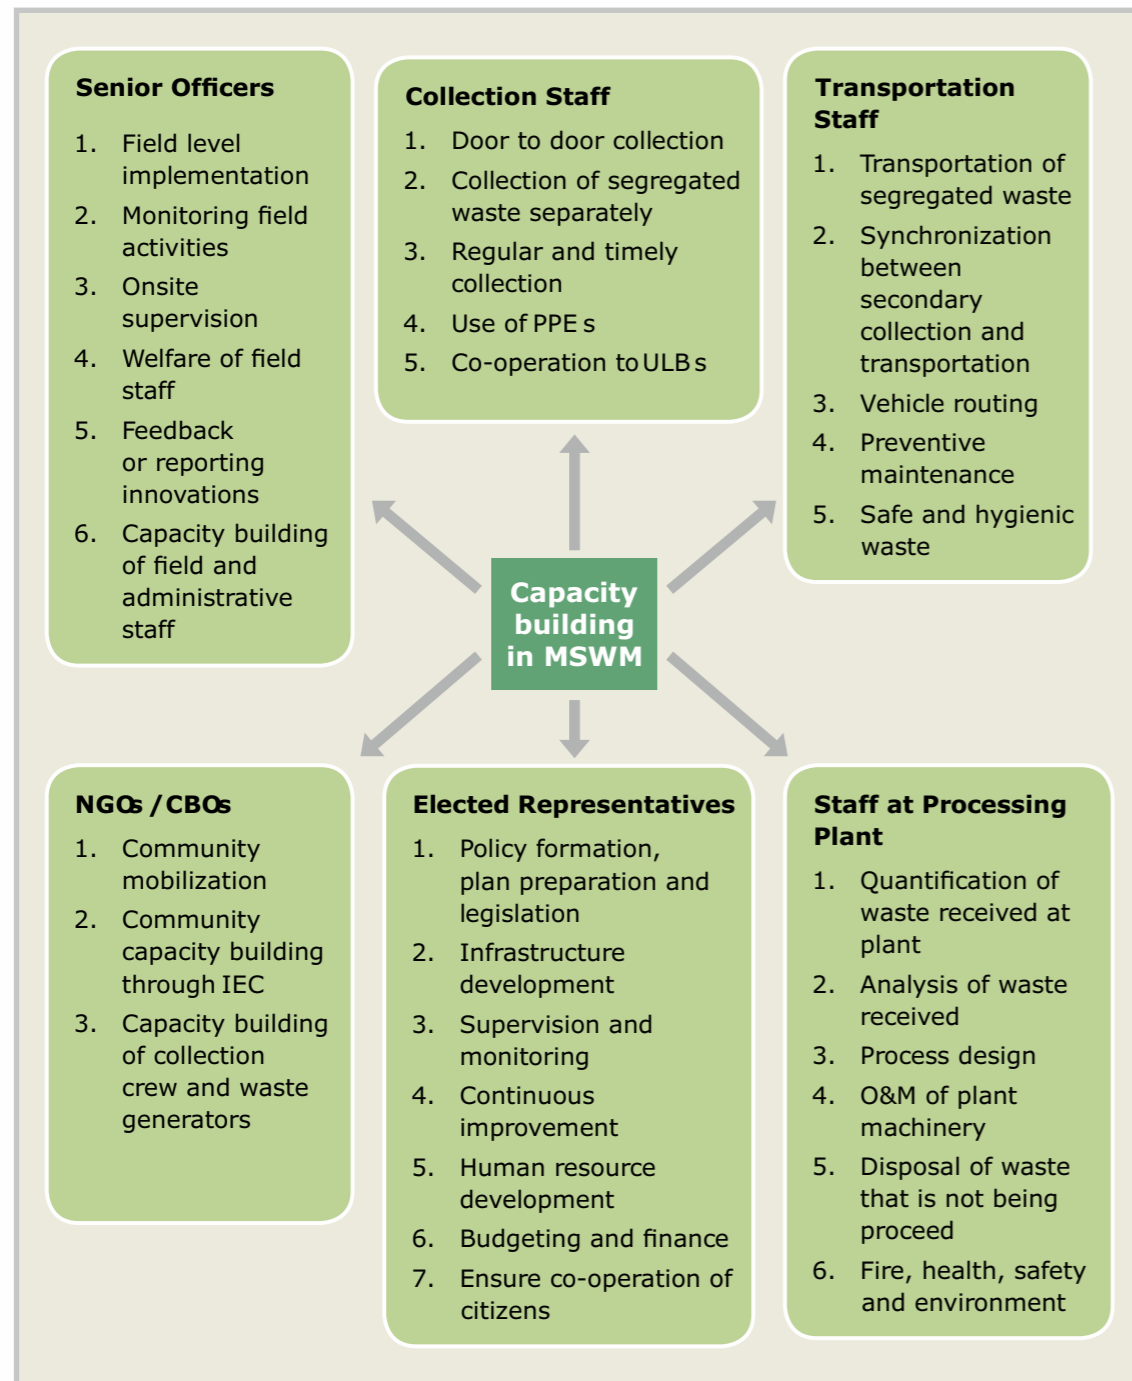 Senior Officers
1. Field level
implementation
2. Monitoring field
activities
3. Onsite
supervision
4. Welfare of field
staff
5. Feedback
or reporting
innovations
6. Capacity building
of field and
administrative
staff
Collection Staff
1. Door to door collection
2. Collection of segregated
waste separately
3. Regular and timely
collection
4. Use of PPE s
5. Co-operation to ULB s
Transportation
Staff
1. Transportation of
segregated waste
2. Synchronization
between
secondary
collection and
transportation
3. Vehicle routing
4. Preventive
maintenance
5. Safe and hygienic
waste
Capacity
building
in MSWM
NGOs / CBOs
1. Community
mobilization
2. Community
capacity building
through IEC
3. Capacity building
of collection
crew and waste
generators
Elected Representatives
1. Policy formation,
plan preparation and
legislation
2. Infrastructure
development
3. Supervision and
monitoring
4. Continuous
improvement
5. Human resource
development
6. Budgeting and finance
7. Ensure co-operation of
citizens
Staff at Processing
Plant
1. Quantification of
waste received at
plant
2. Analysis of waste
received
3. Process design
4. O&M of plant
machinery
5. Disposal of waste
that is not being
proceed
6. Fire, health, safety
and environment